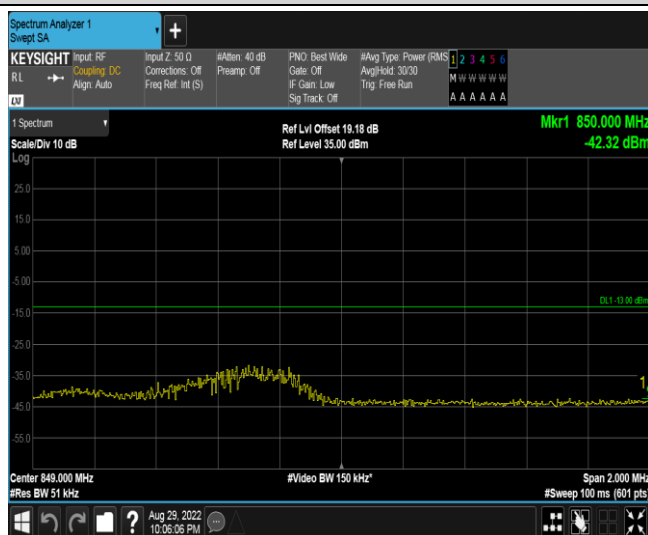 Spectrum Analyzer 1
Swept SA
KEYSIGHT
RL
Input: RF
Coupling: DC
Align: Auto
Input Z: 50 Ω
Corrections: Off
Freq Ref: Int (S)
#Atten: 40 dB
Preamp: Off
PNO: Best Wide
Gate: Off
IF Gain: Low
Sig Track: Off
#Avg Type: Power (RMS
Avg|Hold: 30/30
Trig: Free Run
1 2 3 4 5 6
M W W W W W
A A A A A A
LXI
1 Spectrum
Scale/Div 10 dB
Log
Ref Lvl Offset 19.18 dB
Ref Level 35.00 dBm
Mkr1 850.000 MHz
-42.32 dBm
25.0
15.0
5.00
-5.00
DL1 -13.00 dBm
-15.0
-25.0
-35.0
1
-45.0
-55.0
Center 849.000 MHz
#Res BW 51 kHz
#Video BW 150 kHz*
Span 2.000 MHz
#Sweep 100 ms (601 pts)
Aug 29, 2022
10:06:06 PM